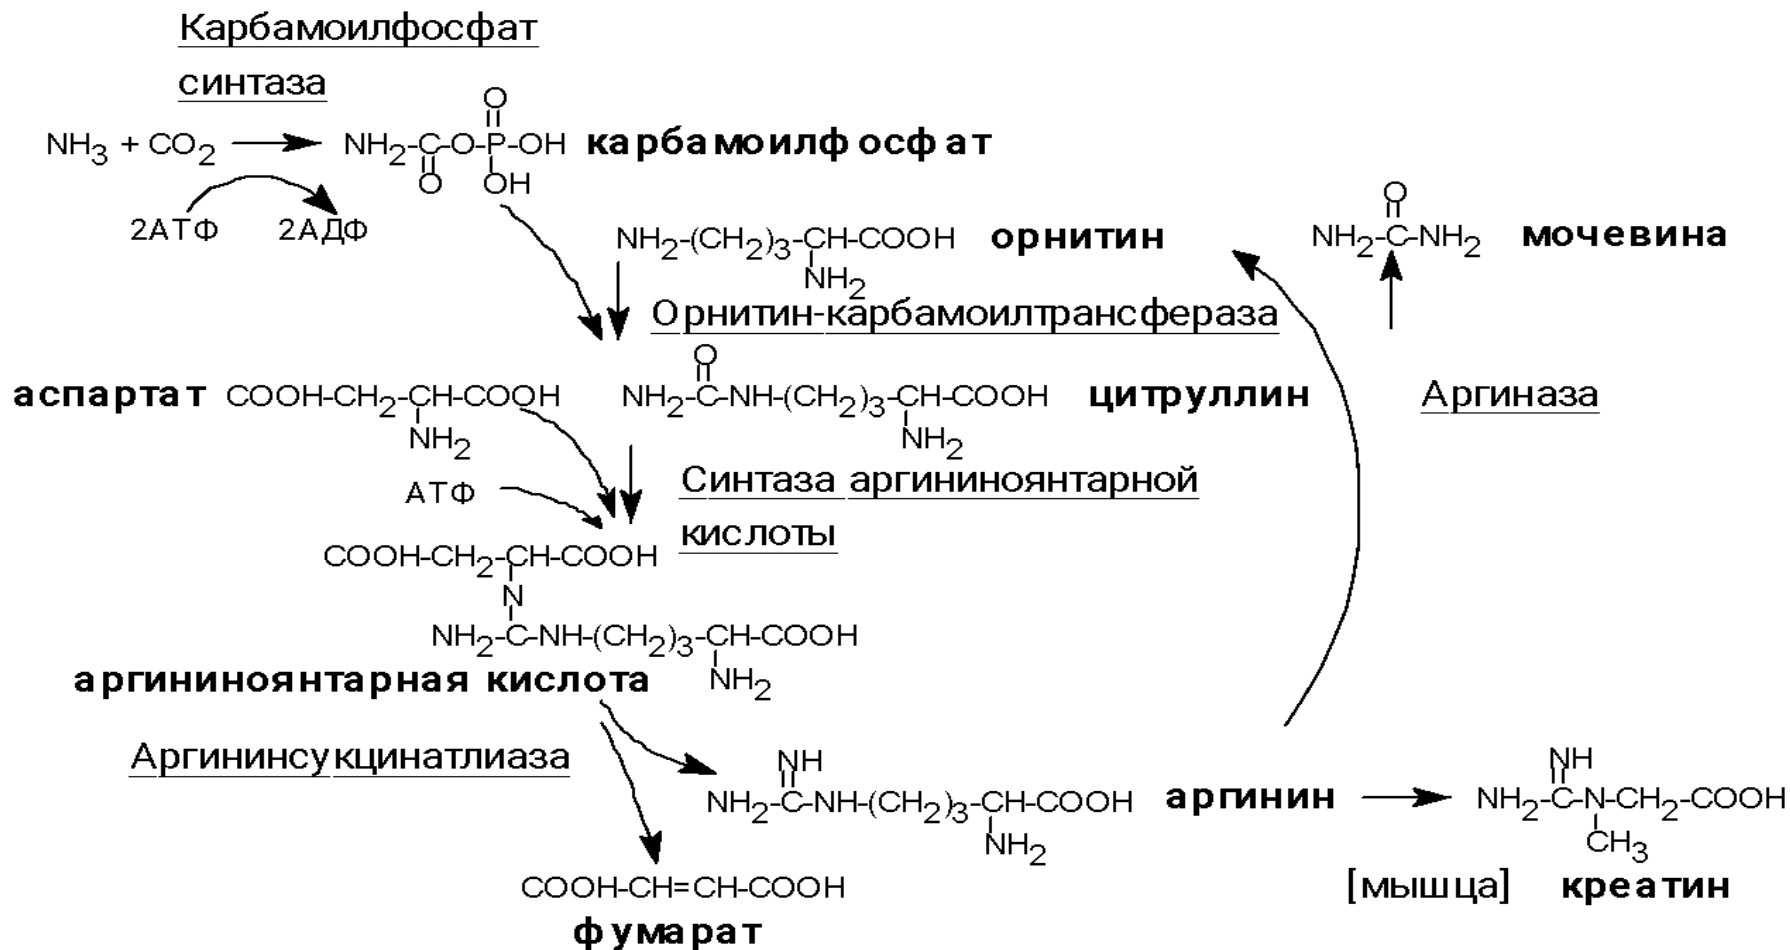 Карбамоилфосфат
синтаза
O
NH3 + CO2 NH2-C-O-P-OH карбамоилфосфат
O OH
2АТФ 2АДФ
O
NH2-(CH2)3-CH-COOH орнитин NH2-C-NH2 мочевина
NH2
Орнитин-карбамоилтрансфераза
O
аспартат COOH-CH2-CH-COOH NH2-C-NH-(CH2)3-CH-COOH цитруллин Аргиназа
NH2 NH2
АТФ Синтаза аргининоянтарной
кислоты
COOH-CH2-CH-COOH
N
NH2-C-NH-(CH2)3-CH-COOH
аргининоянтарная кислота NH2
Аргининсукцинатлиаза
NH NH
NH2-C-NH-(CH2)3-CH-COOH аргинин NH2-C-N-CH2-COOH
NH2 CH3
COOH-CH=CH-COOH [мышца] креатин
фумарат